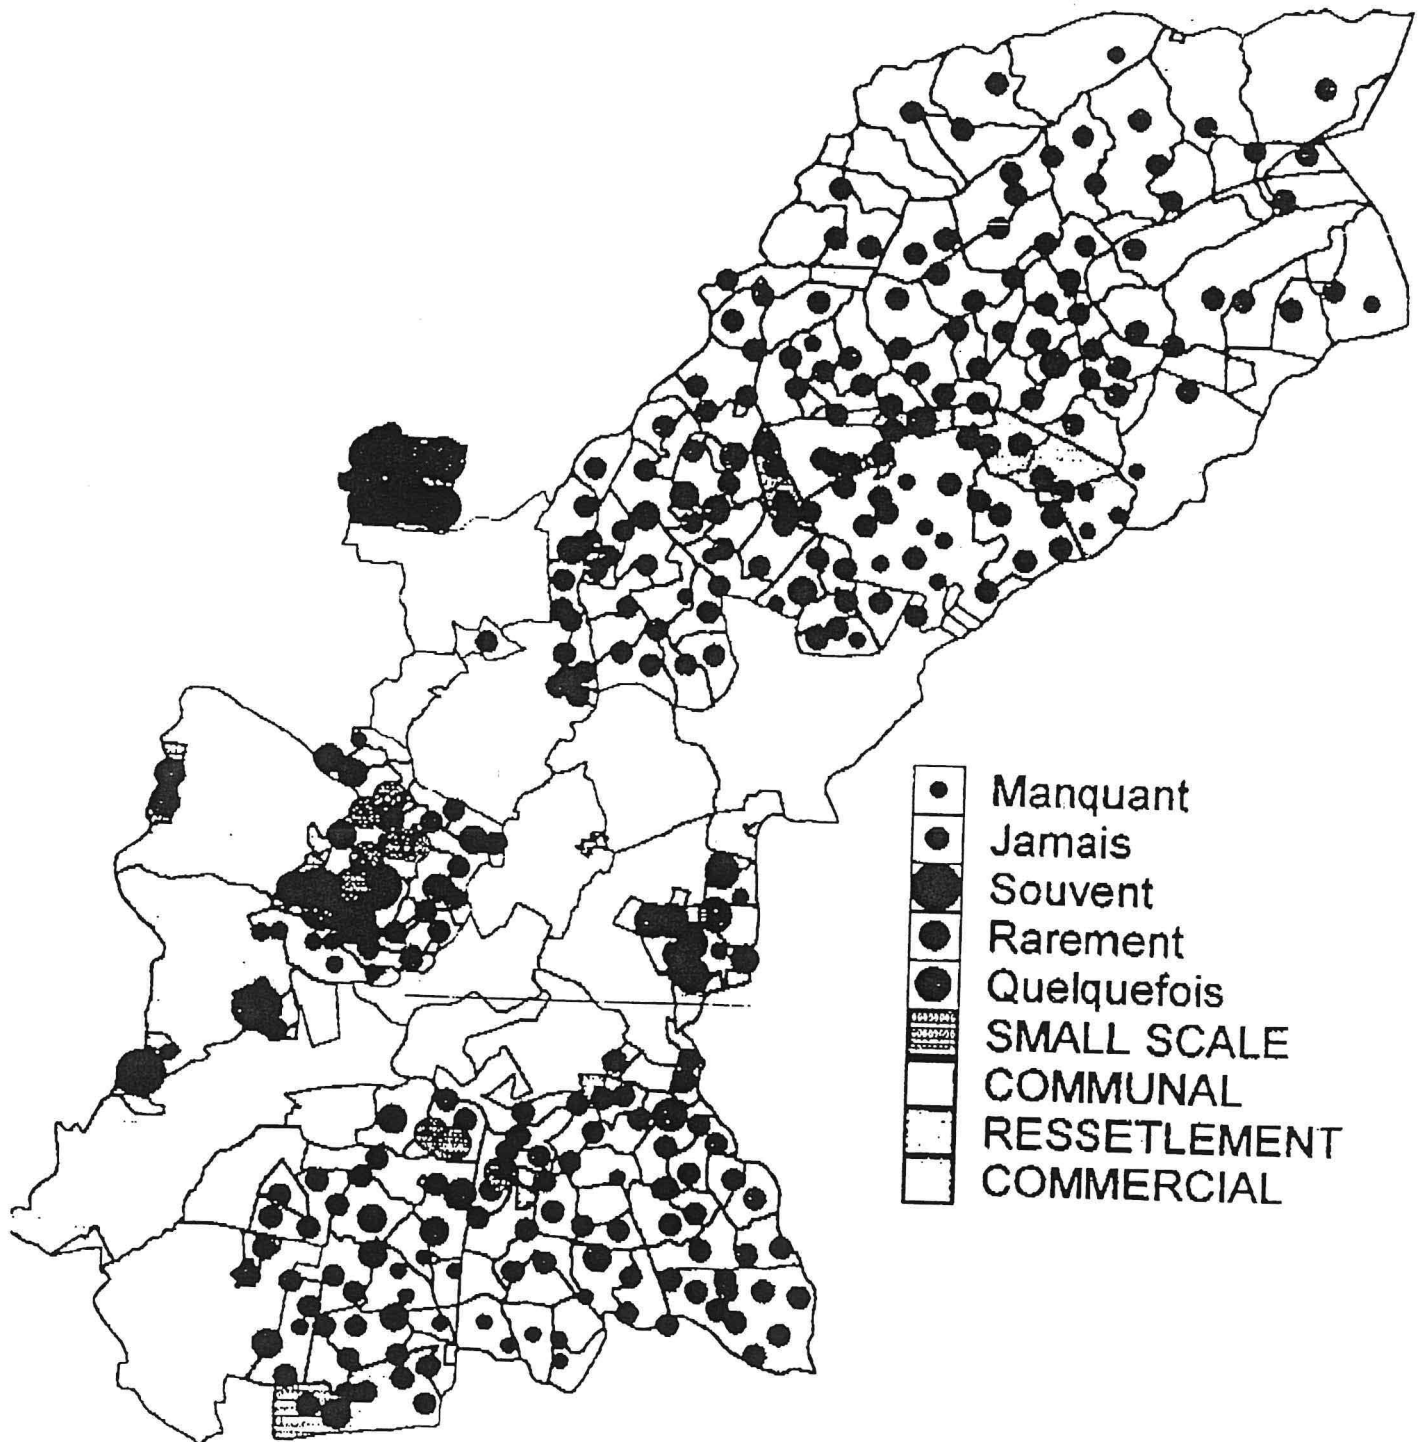 Manquant
Jamais
Souvent
Rarement
Quelquefois
SMALL SCALE
COMMUNAL
RESSETLEMENT
COMMERCIAL